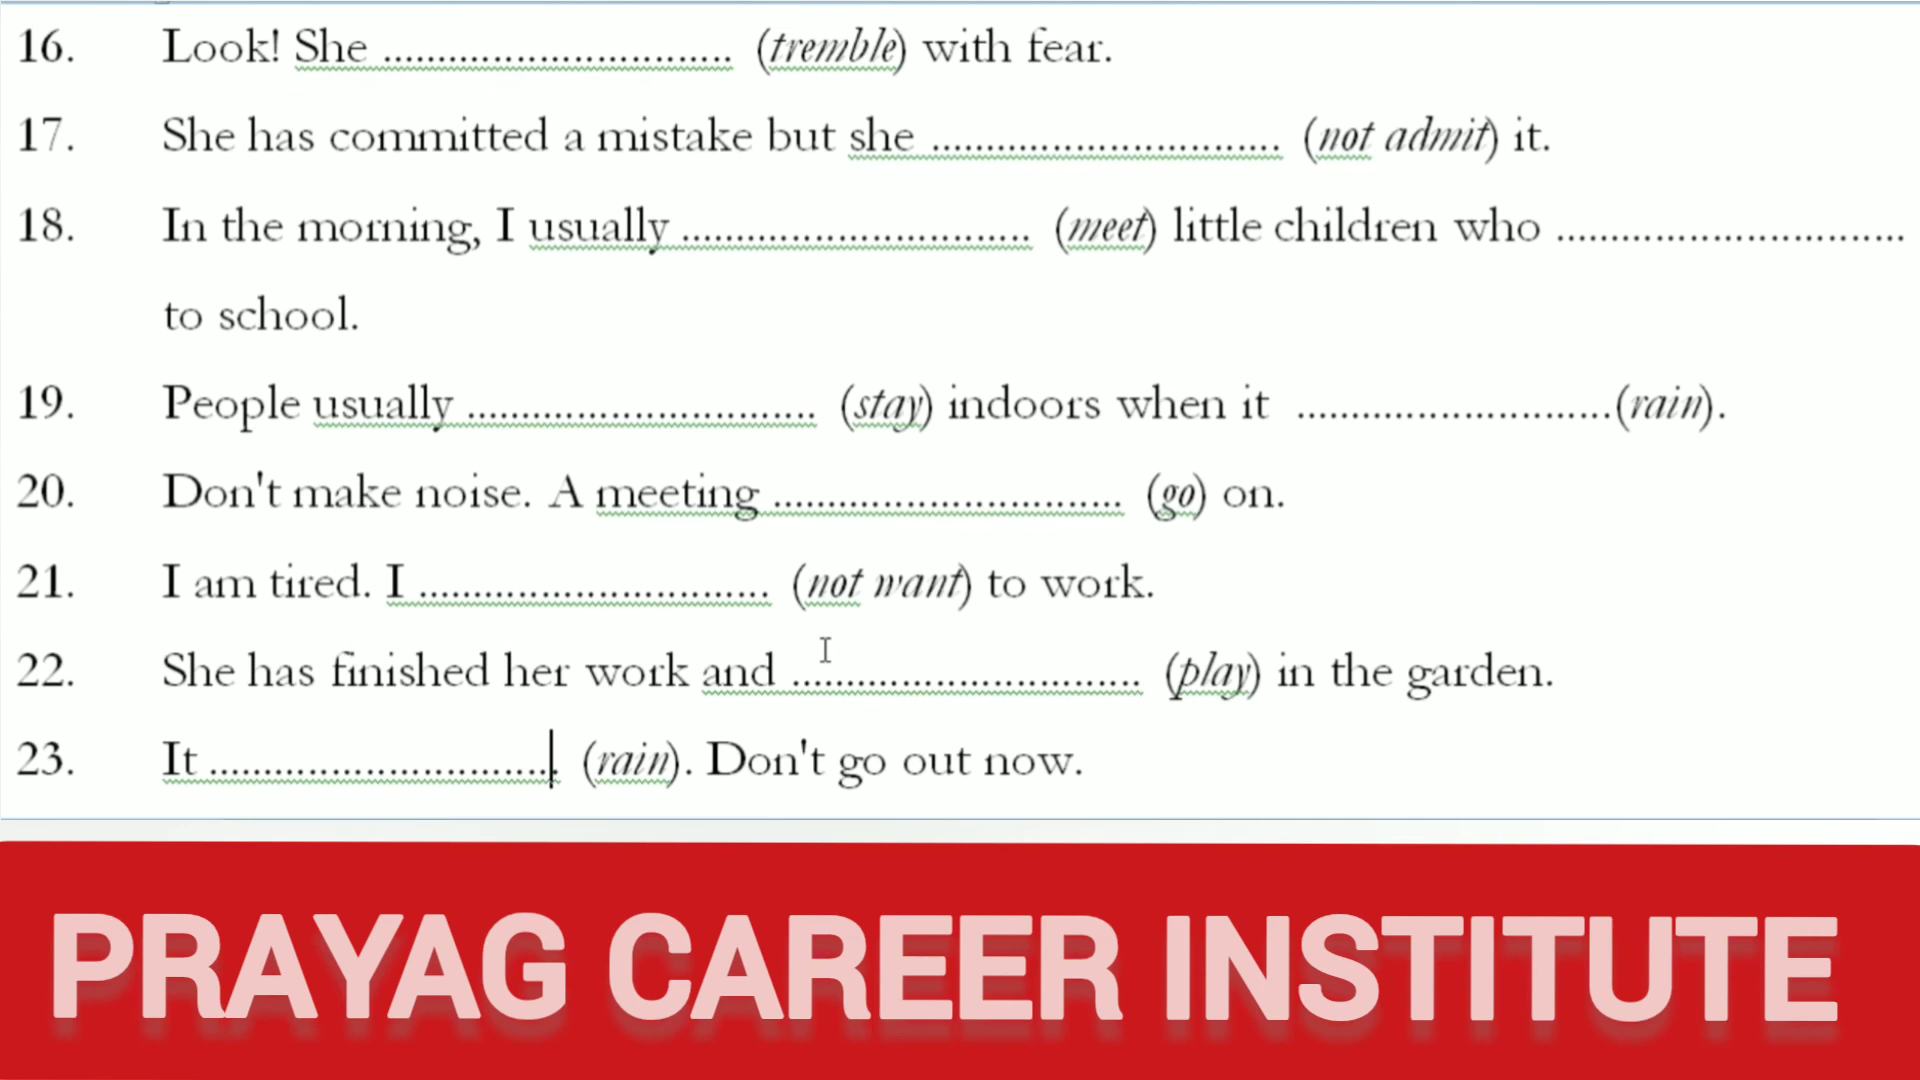 16. Look! She ................................ (tremble) with fear.
17. She has committed a mistake but she ................................ (not admit) it.
18. In the morning, I usually ................................ (meet) little children who ................................
to school.
19. People usually ................................ (stay) indoors when it .............................(rain).
20. Don't make noise. A meeting ................................ (go) on.
21. I am tired. I ................................ (not want) to work.
22. She has finished her work and ................................ (play) in the garden.
23. It ................................ (rain). Don't go out now.
PRAYAG CAREER INSTITUTE